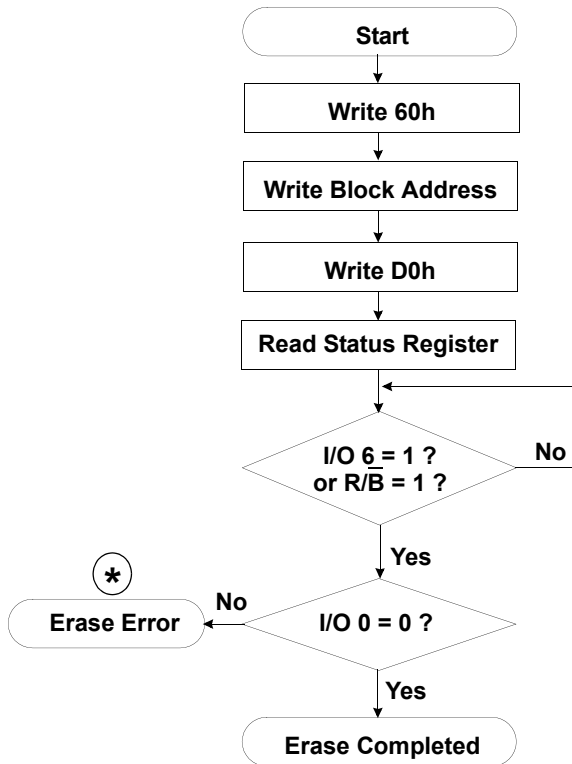 Start
Write 60h
Write Block Address
Write D0h
Read Status Register
I/O 6 = 1 ?
or R/B̅ = 1 ?
No
Yes
*
No
Erase Error
I/O 0 = 0 ?
Yes
Erase Completed